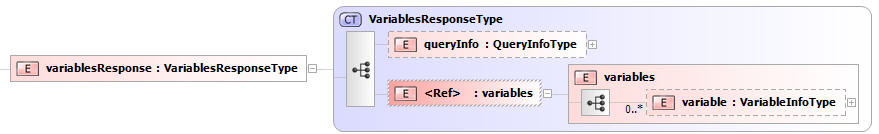 CT VariablesResponseType
E queryInfo : QueryInfoType
E variablesResponse : VariablesResponseType
E <Ref> : variables
E variables
0..*
E variable : VariableInfoType